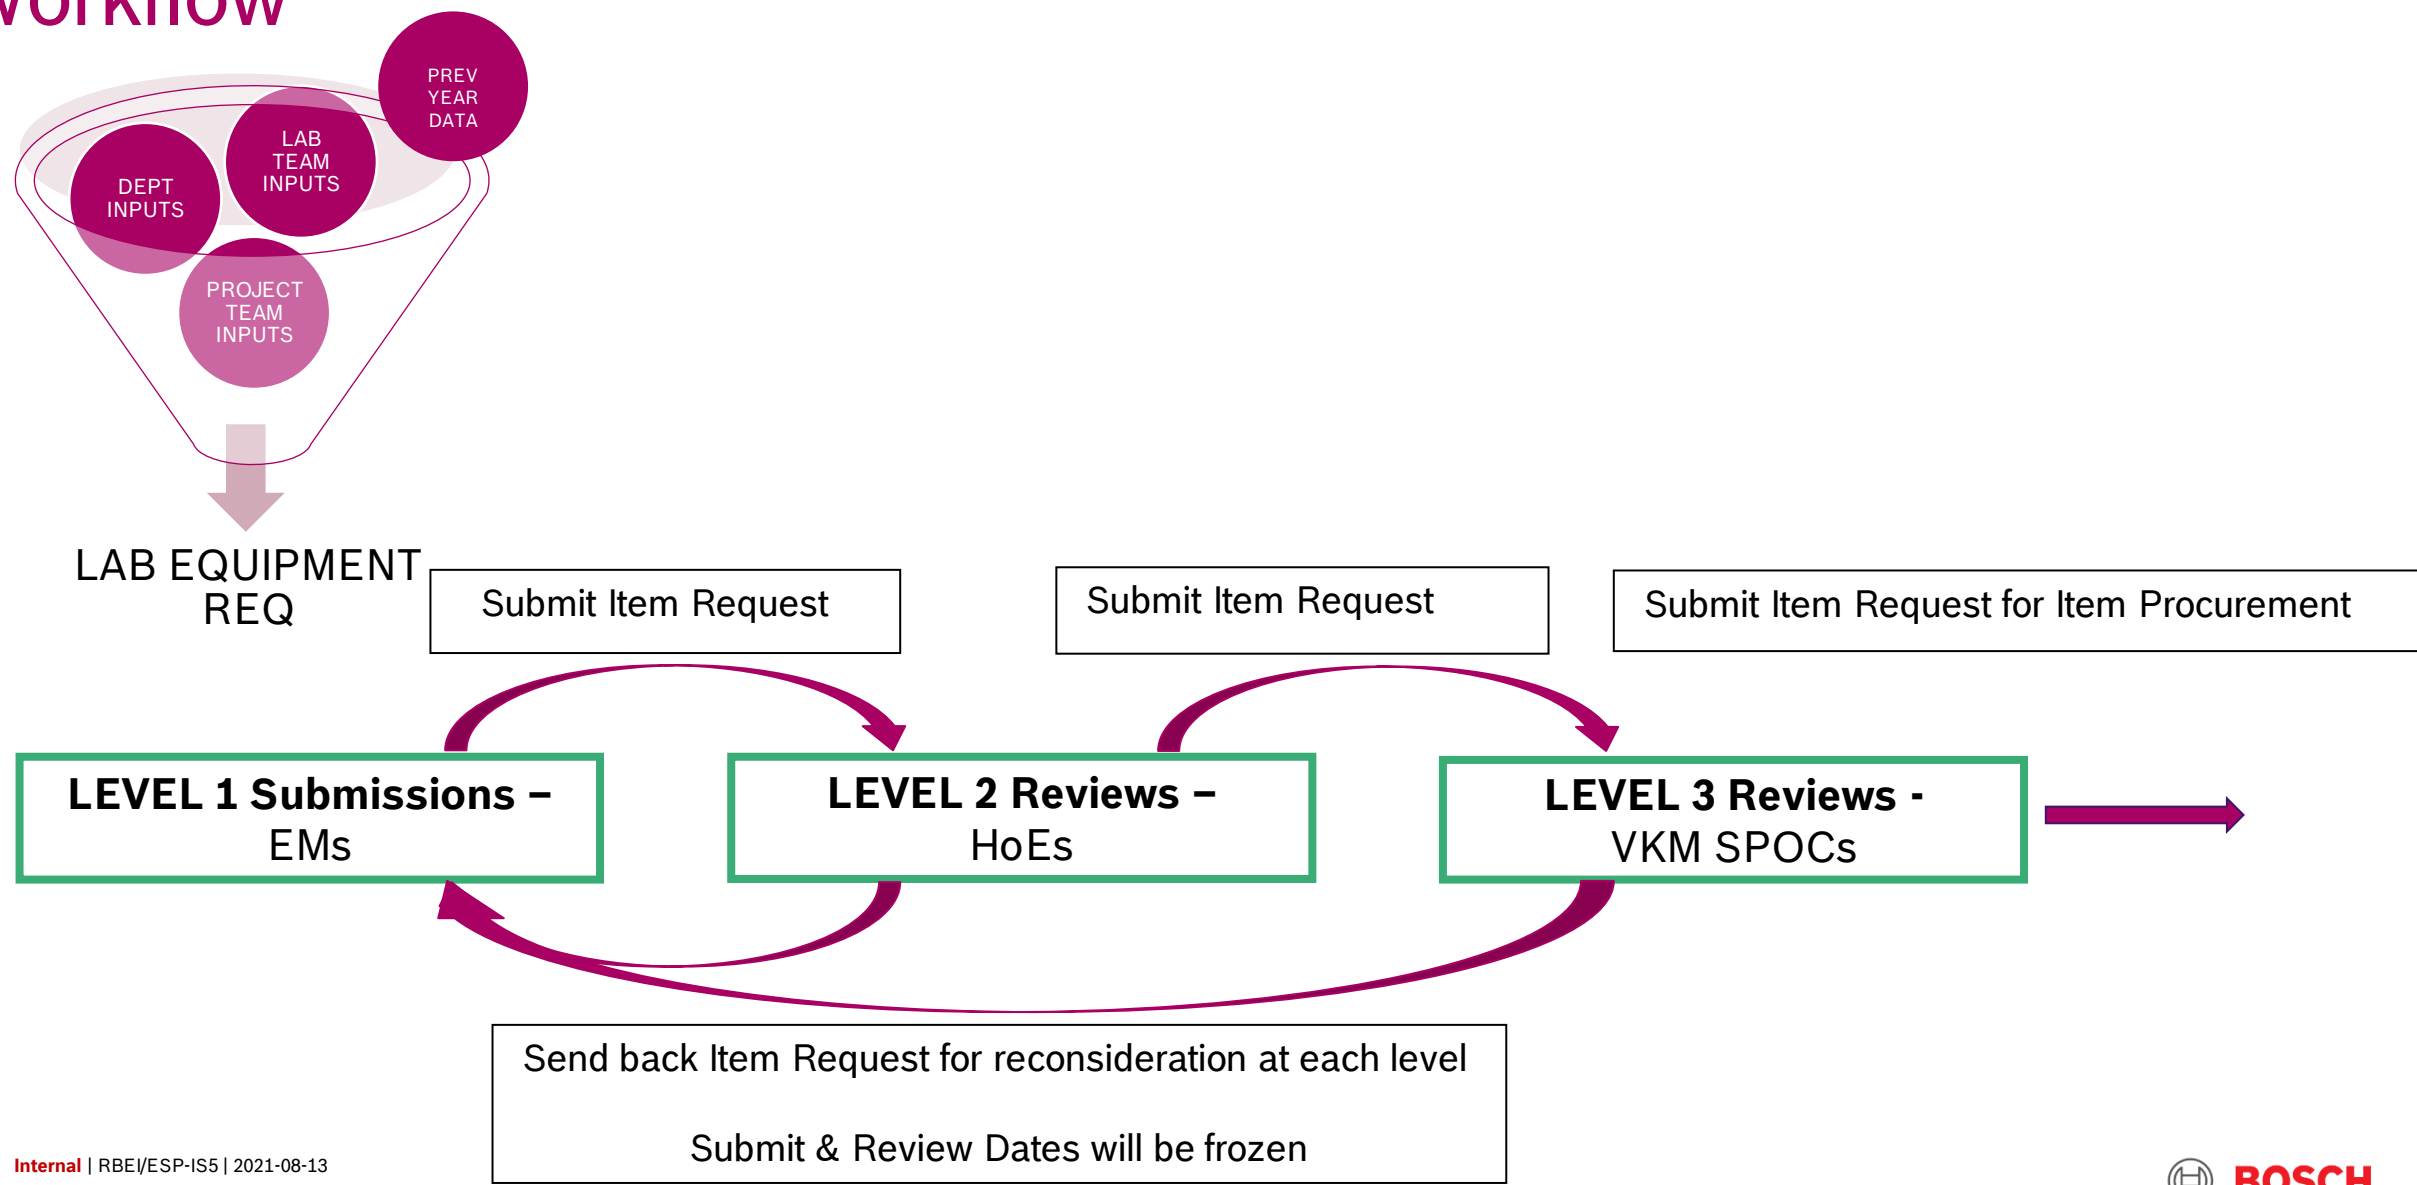 Workflow
PREV
YEAR
DATA
LAB
TEAM
INPUTS
DEPT
INPUTS
PROJECT
TEAM
INPUTS
LAB EQUIPMENT
REQ
Submit Item Request
Submit Item Request
Submit Item Request for Item Procurement
LEVEL 1 Submissions –
EMs
LEVEL 2 Reviews –
HoEs
LEVEL 3 Reviews -
VKM SPOCs
Send back Item Request for reconsideration at each level
Submit & Review Dates will be frozen
Internal | RBEI/ESP-IS5 | 2021-08-13
BOSCH